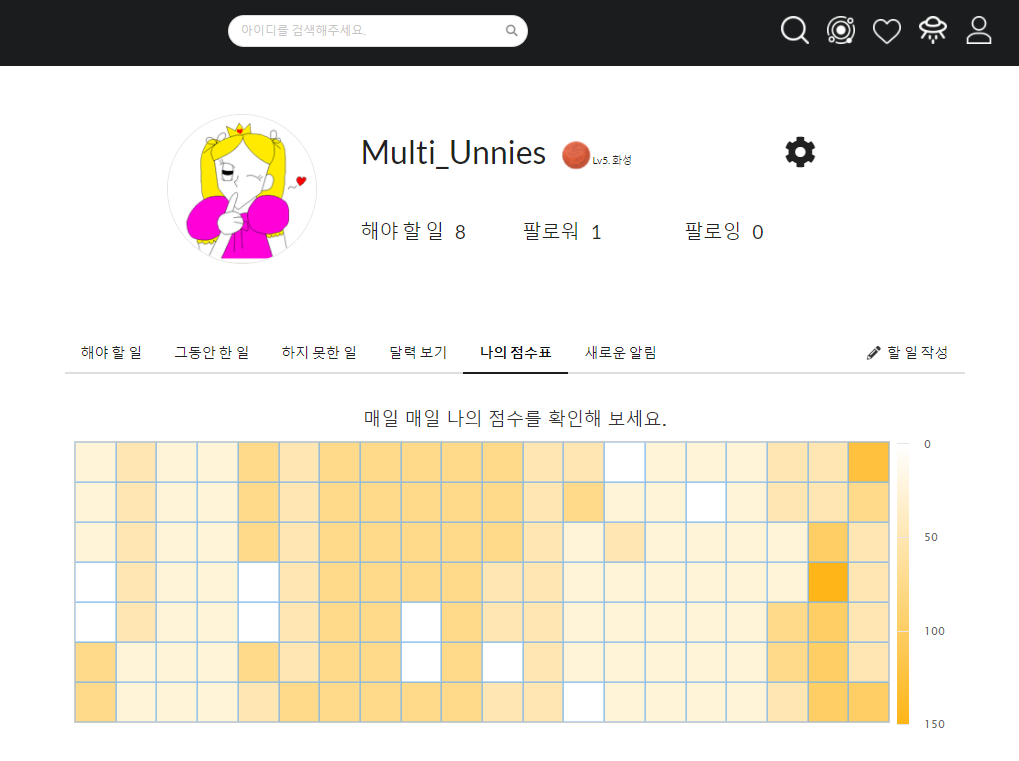 아이디를 검색해주세요.
Multi_Unnies Lv5. 화성
해야 할 일 8 팔로워 1 팔로잉 0
해야 할 일 그동안 한 일 하지 못한 일 달력 보기 나의 점수표 새로운 알림 할 일 작성
매일 매일 나의 점수를 확인해 보세요.
0
50
100
150